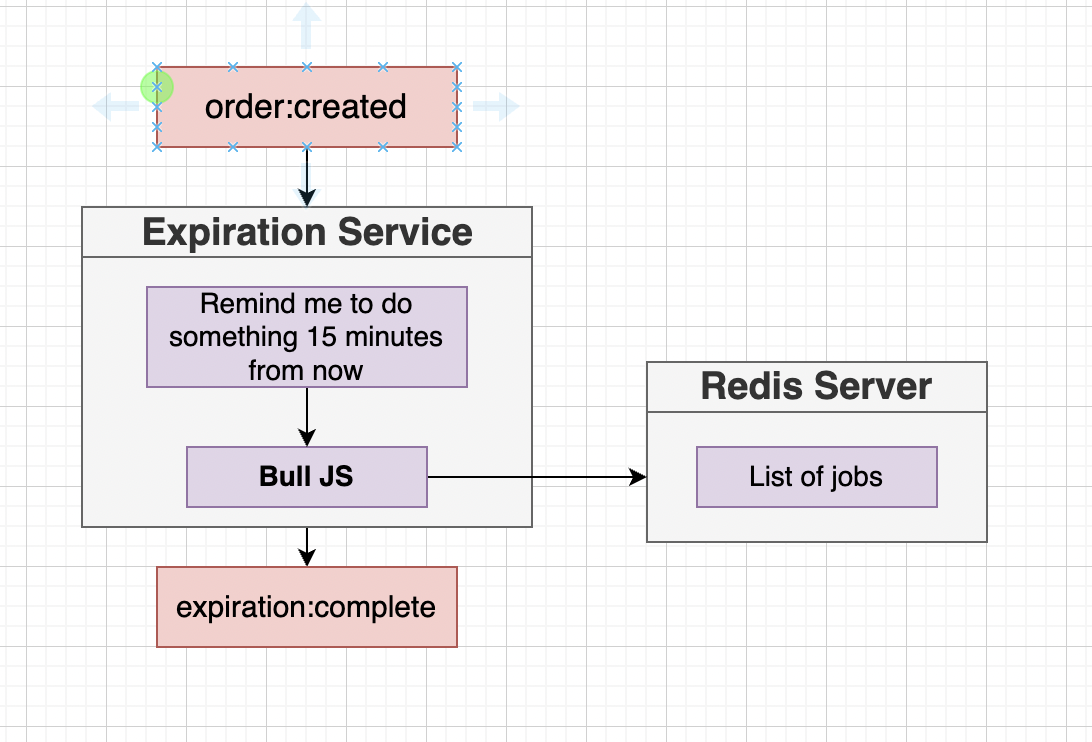 order:created
Expiration Service
Remind me to do
something 15 minutes
from now
Bull JS
Redis Server
List of jobs
expiration:complete